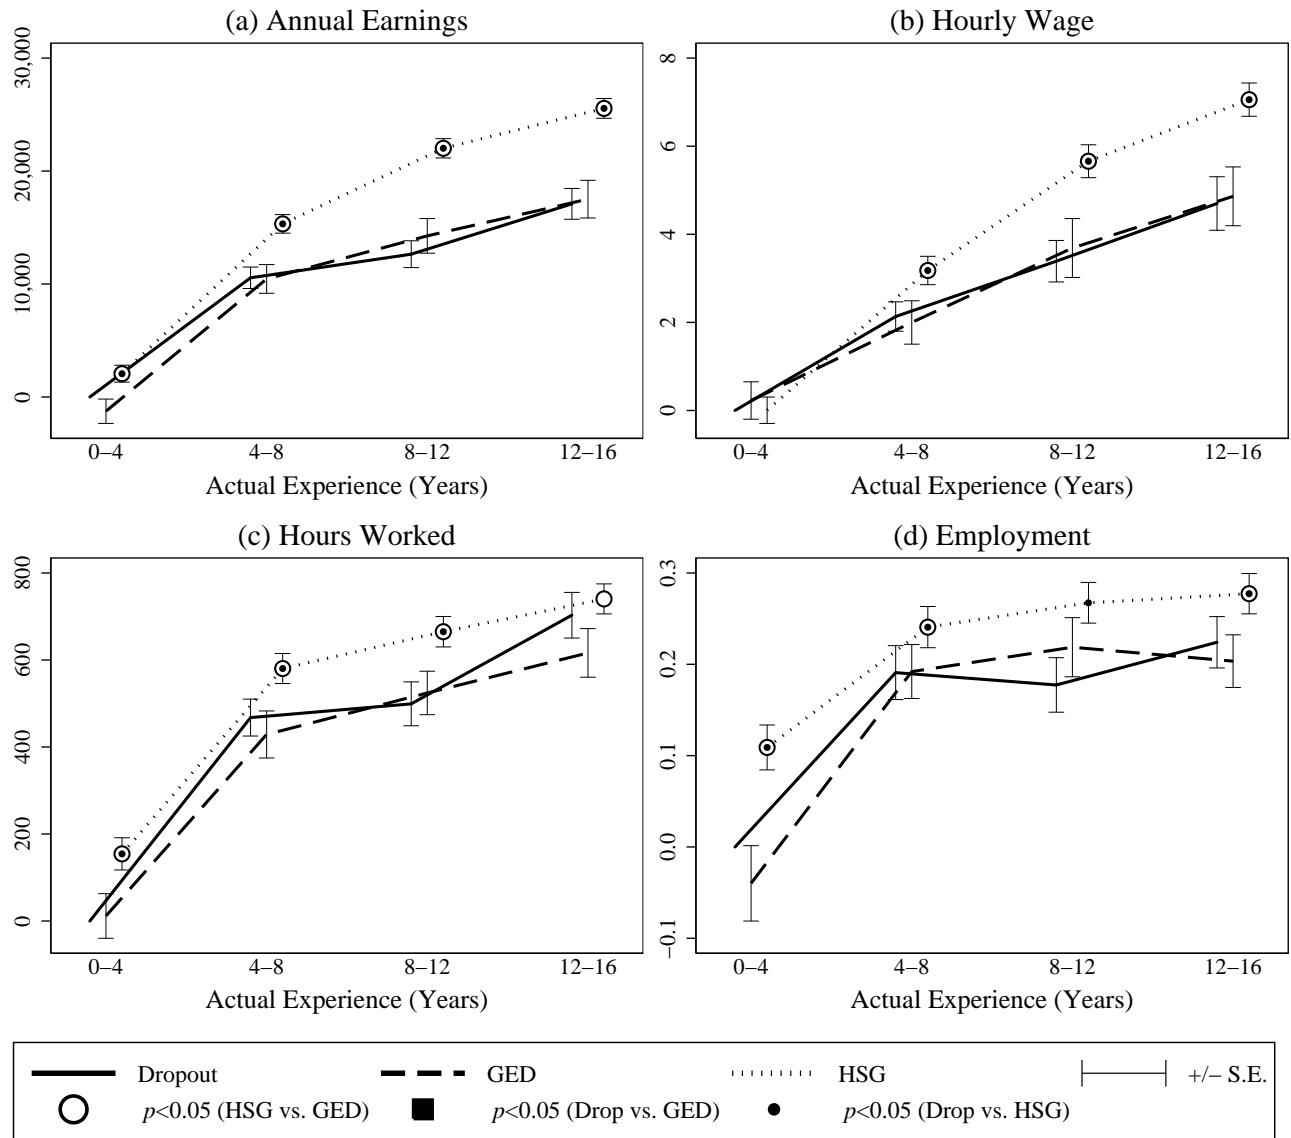 (a) Annual Earnings
30,000
20,000
10,000
0
0–4 4–8 8–12 12–16
Actual Experience (Years)
(b) Hourly Wage
8
6
4
2
0
0–4 4–8 8–12 12–16
Actual Experience (Years)
(c) Hours Worked
800
600
400
200
0
0–4 4–8 8–12 12–16
Actual Experience (Years)
(d) Employment
0.3
0.2
0.1
0.0
−0.1
0–4 4–8 8–12 12–16
Actual Experience (Years)
Dropout GED HSG +/− S.E.
p<0.05 (HSG vs. GED) p<0.05 (Drop vs. GED) p<0.05 (Drop vs. HSG)